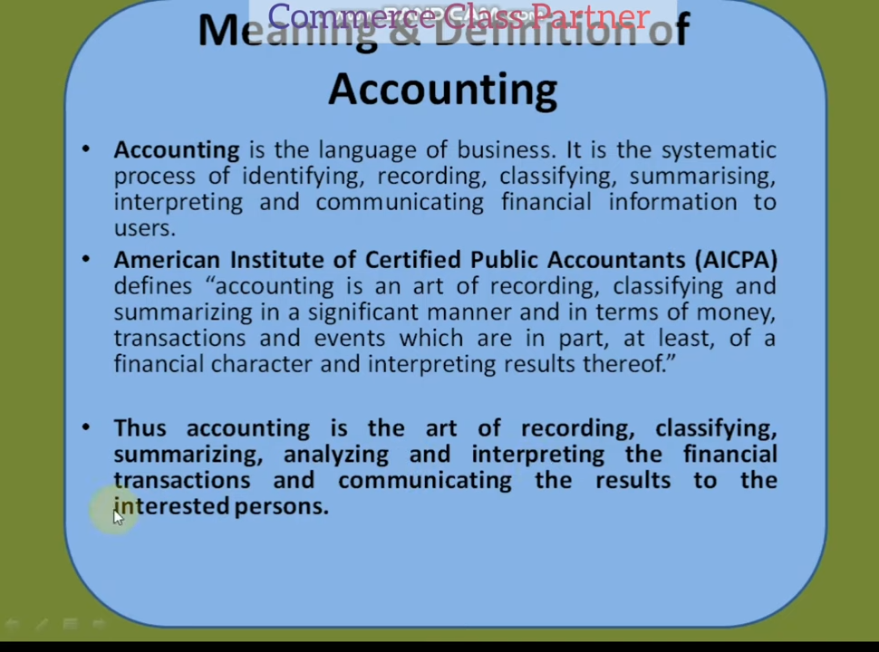 Commerce Class Partner
Meaning & Definition of
Accounting
• Accounting is the language of business. It is the systematic
process of identifying, recording, classifying, summarising,
interpreting and communicating financial information to
users.
• American Institute of Certified Public Accountants (AICPA)
defines “accounting is an art of recording, classifying and
summarizing in a significant manner and in terms of money,
transactions and events which are in part, at least, of a
financial character and interpreting results thereof.”
• Thus accounting is the art of recording, classifying,
summarizing, analyzing and interpreting the financial
transactions and communicating the results to the
interested persons.